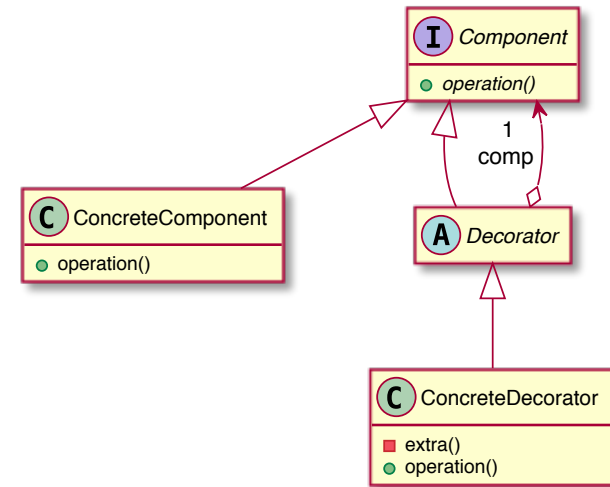 I Component
operation()
1
comp
C ConcreteComponent
operation()
A Decorator
C ConcreteDecorator
extra()
operation()